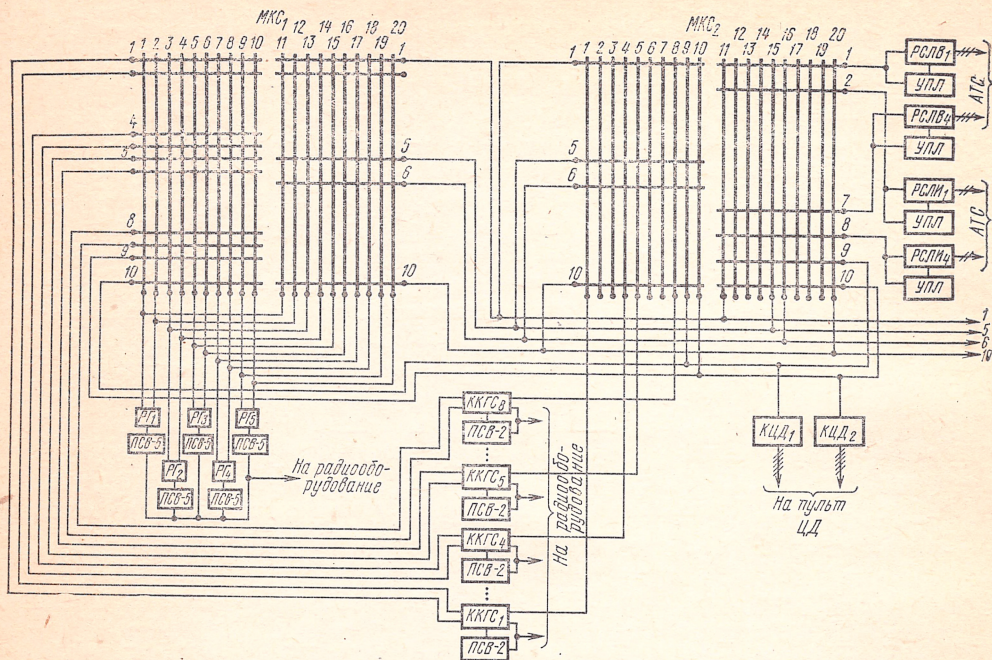 МКС₁
12 14 16 18 20
1 2 3 4 5 6 7 8 9 10 11 13 15 17 19
1
4
5
8
9
10
1
5
6
10
МКС₂
12 14 16 18 20
1 2 3 4 5 6 7 8 9 10 11 13 15 17 19
1
5
6
10
1
2
7
8
9
10
РСЛВ₁
УПЛ
РСЛВ₄
УПЛ
АТС
РСЛИ₁
УПЛ
РСЛИ₄
УПЛ
АТС
1
5
6
10
РГ₁
ПСВ-5
РГ₂
ПСВ-5
РГ₃
ПСВ-5
РГ₄
ПСВ-5
РГ₅
ПСВ-5
На радиообо-
рудование
ККГС₈
ПСВ-2
ККГС₅
ПСВ-2
ККГС₄
ПСВ-2
ККГС₁
ПСВ-2
На радиообо-
рудование
КЦД₁
КЦД₂
На пульт
ЦД